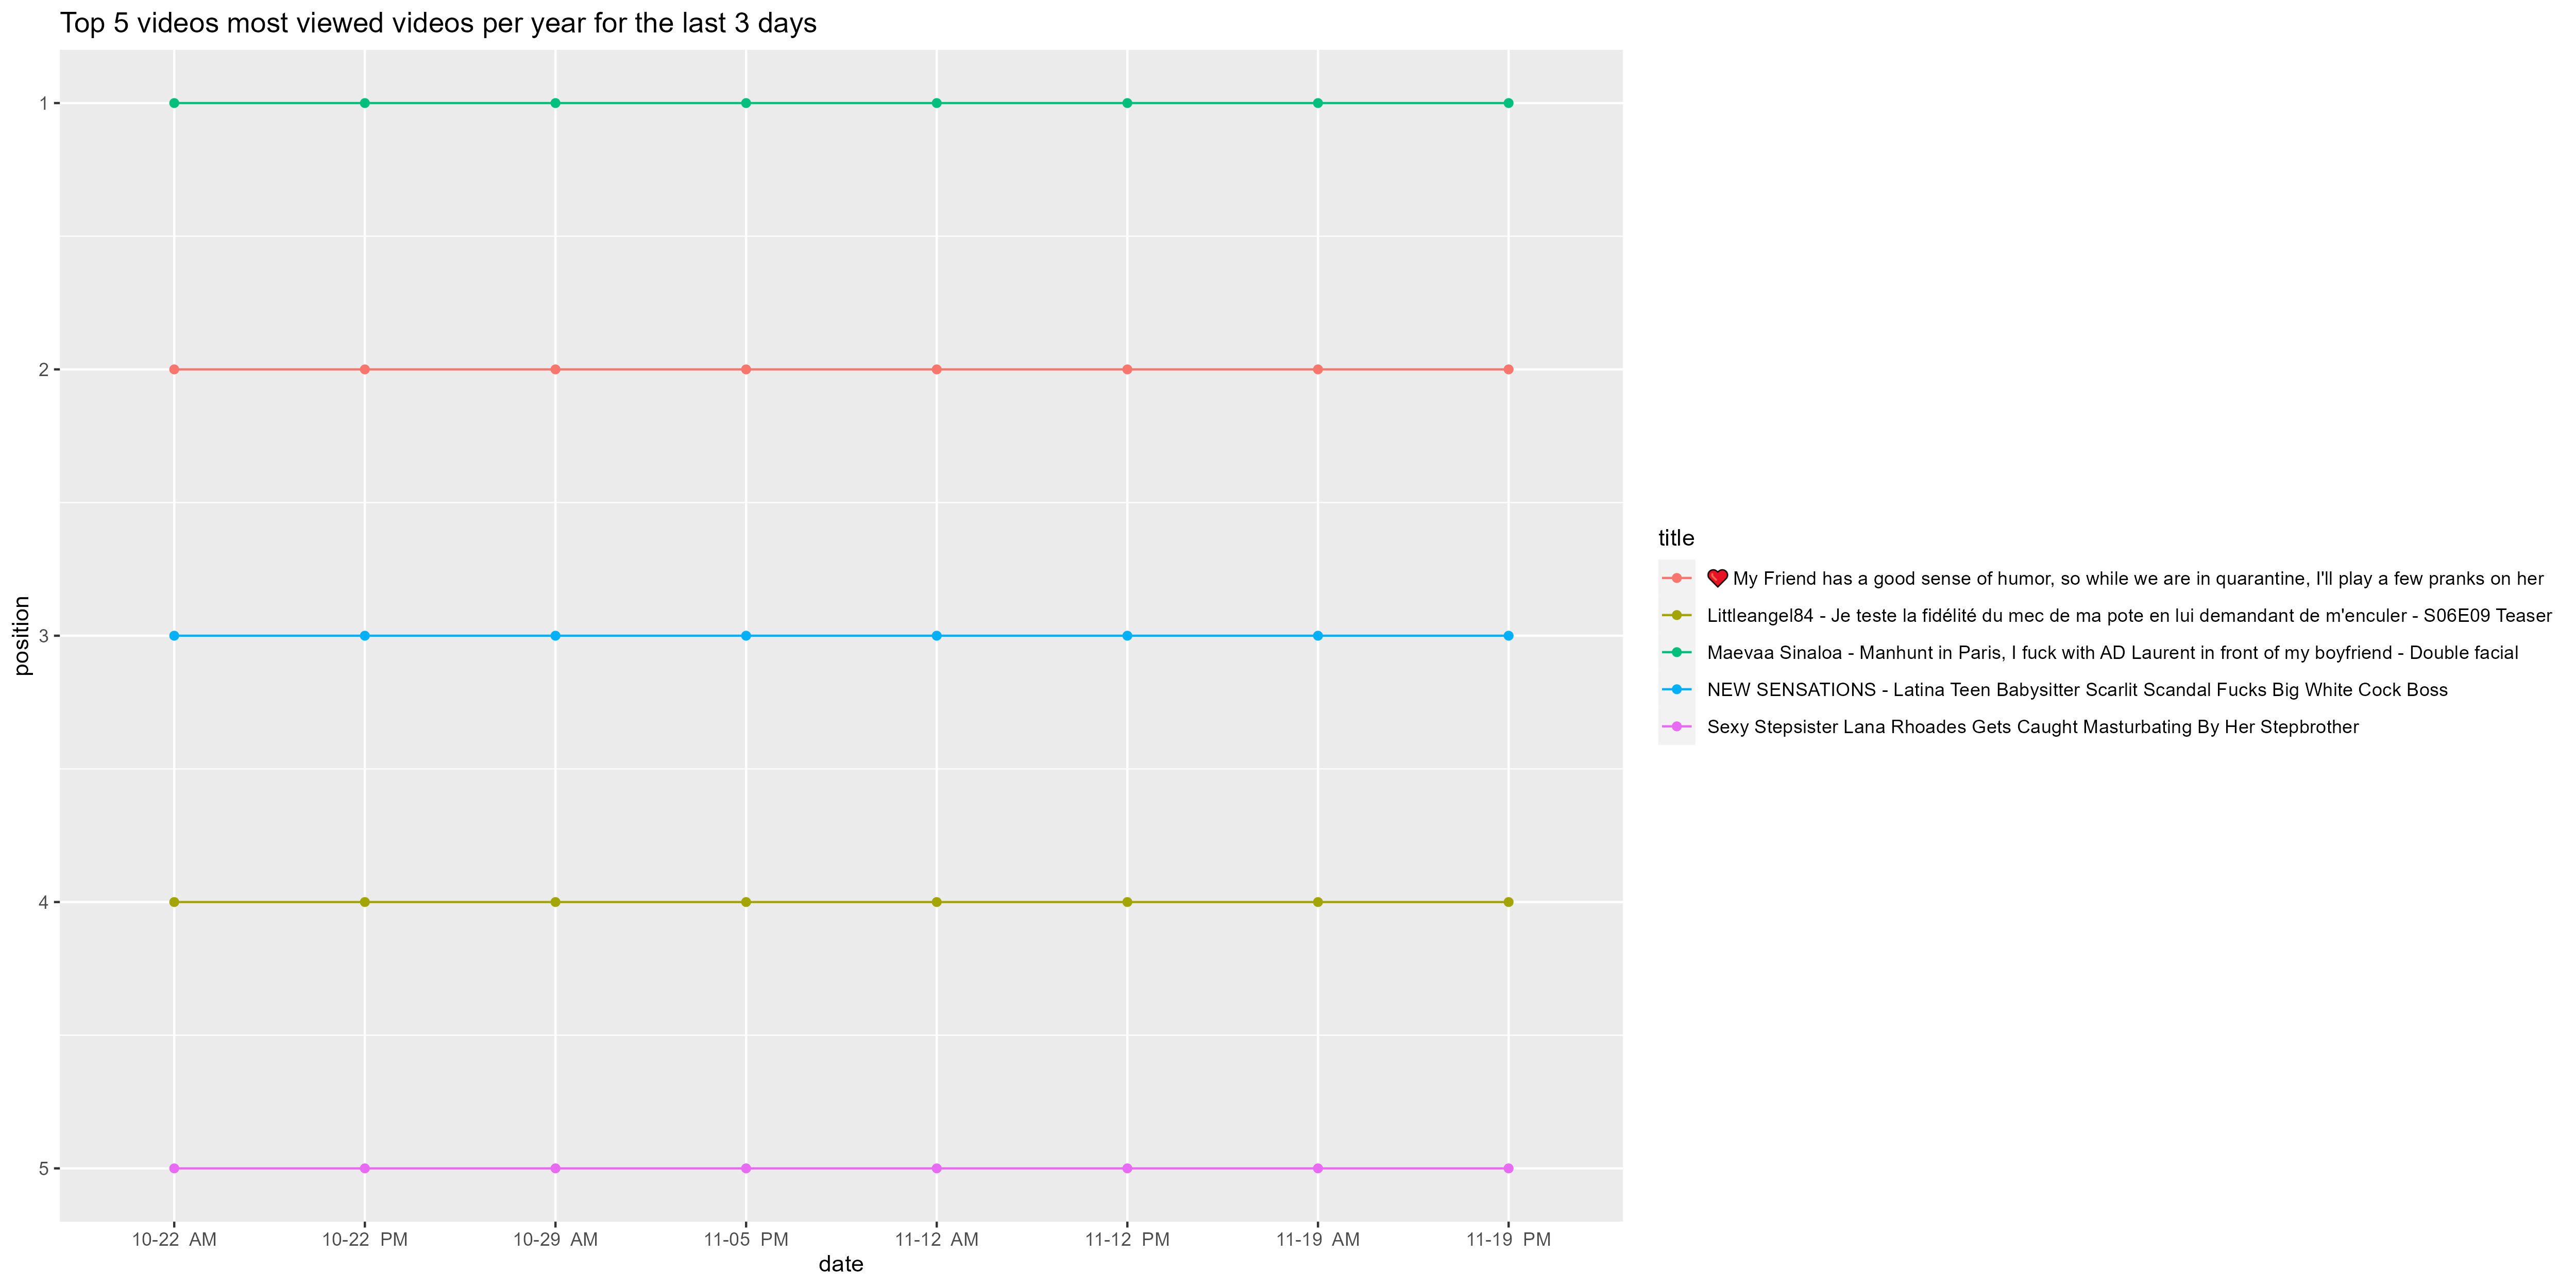 Top 5 videos most viewed videos per year for the last 3 days
position
1
2
3
4
5
10-22 AM
10-22 PM
10-29 AM
11-05 PM
11-12 AM
11-12 PM
11-19 AM
11-19 PM
date
title
❤️ My Friend has a good sense of humor, so while we are in quarantine, I'll play a few pranks on her
Littleangel84 - Je teste la fidélité du mec de ma pote en lui demandant de m'enculer - S06E09 Teaser
Maevaa Sinaloa - Manhunt in Paris, I fuck with AD Laurent in front of my boyfriend - Double facial
NEW SENSATIONS - Latina Teen Babysitter Scarlit Scandal Fucks Big White Cock Boss
Sexy Stepsister Lana Rhoades Gets Caught Masturbating By Her Stepbrother